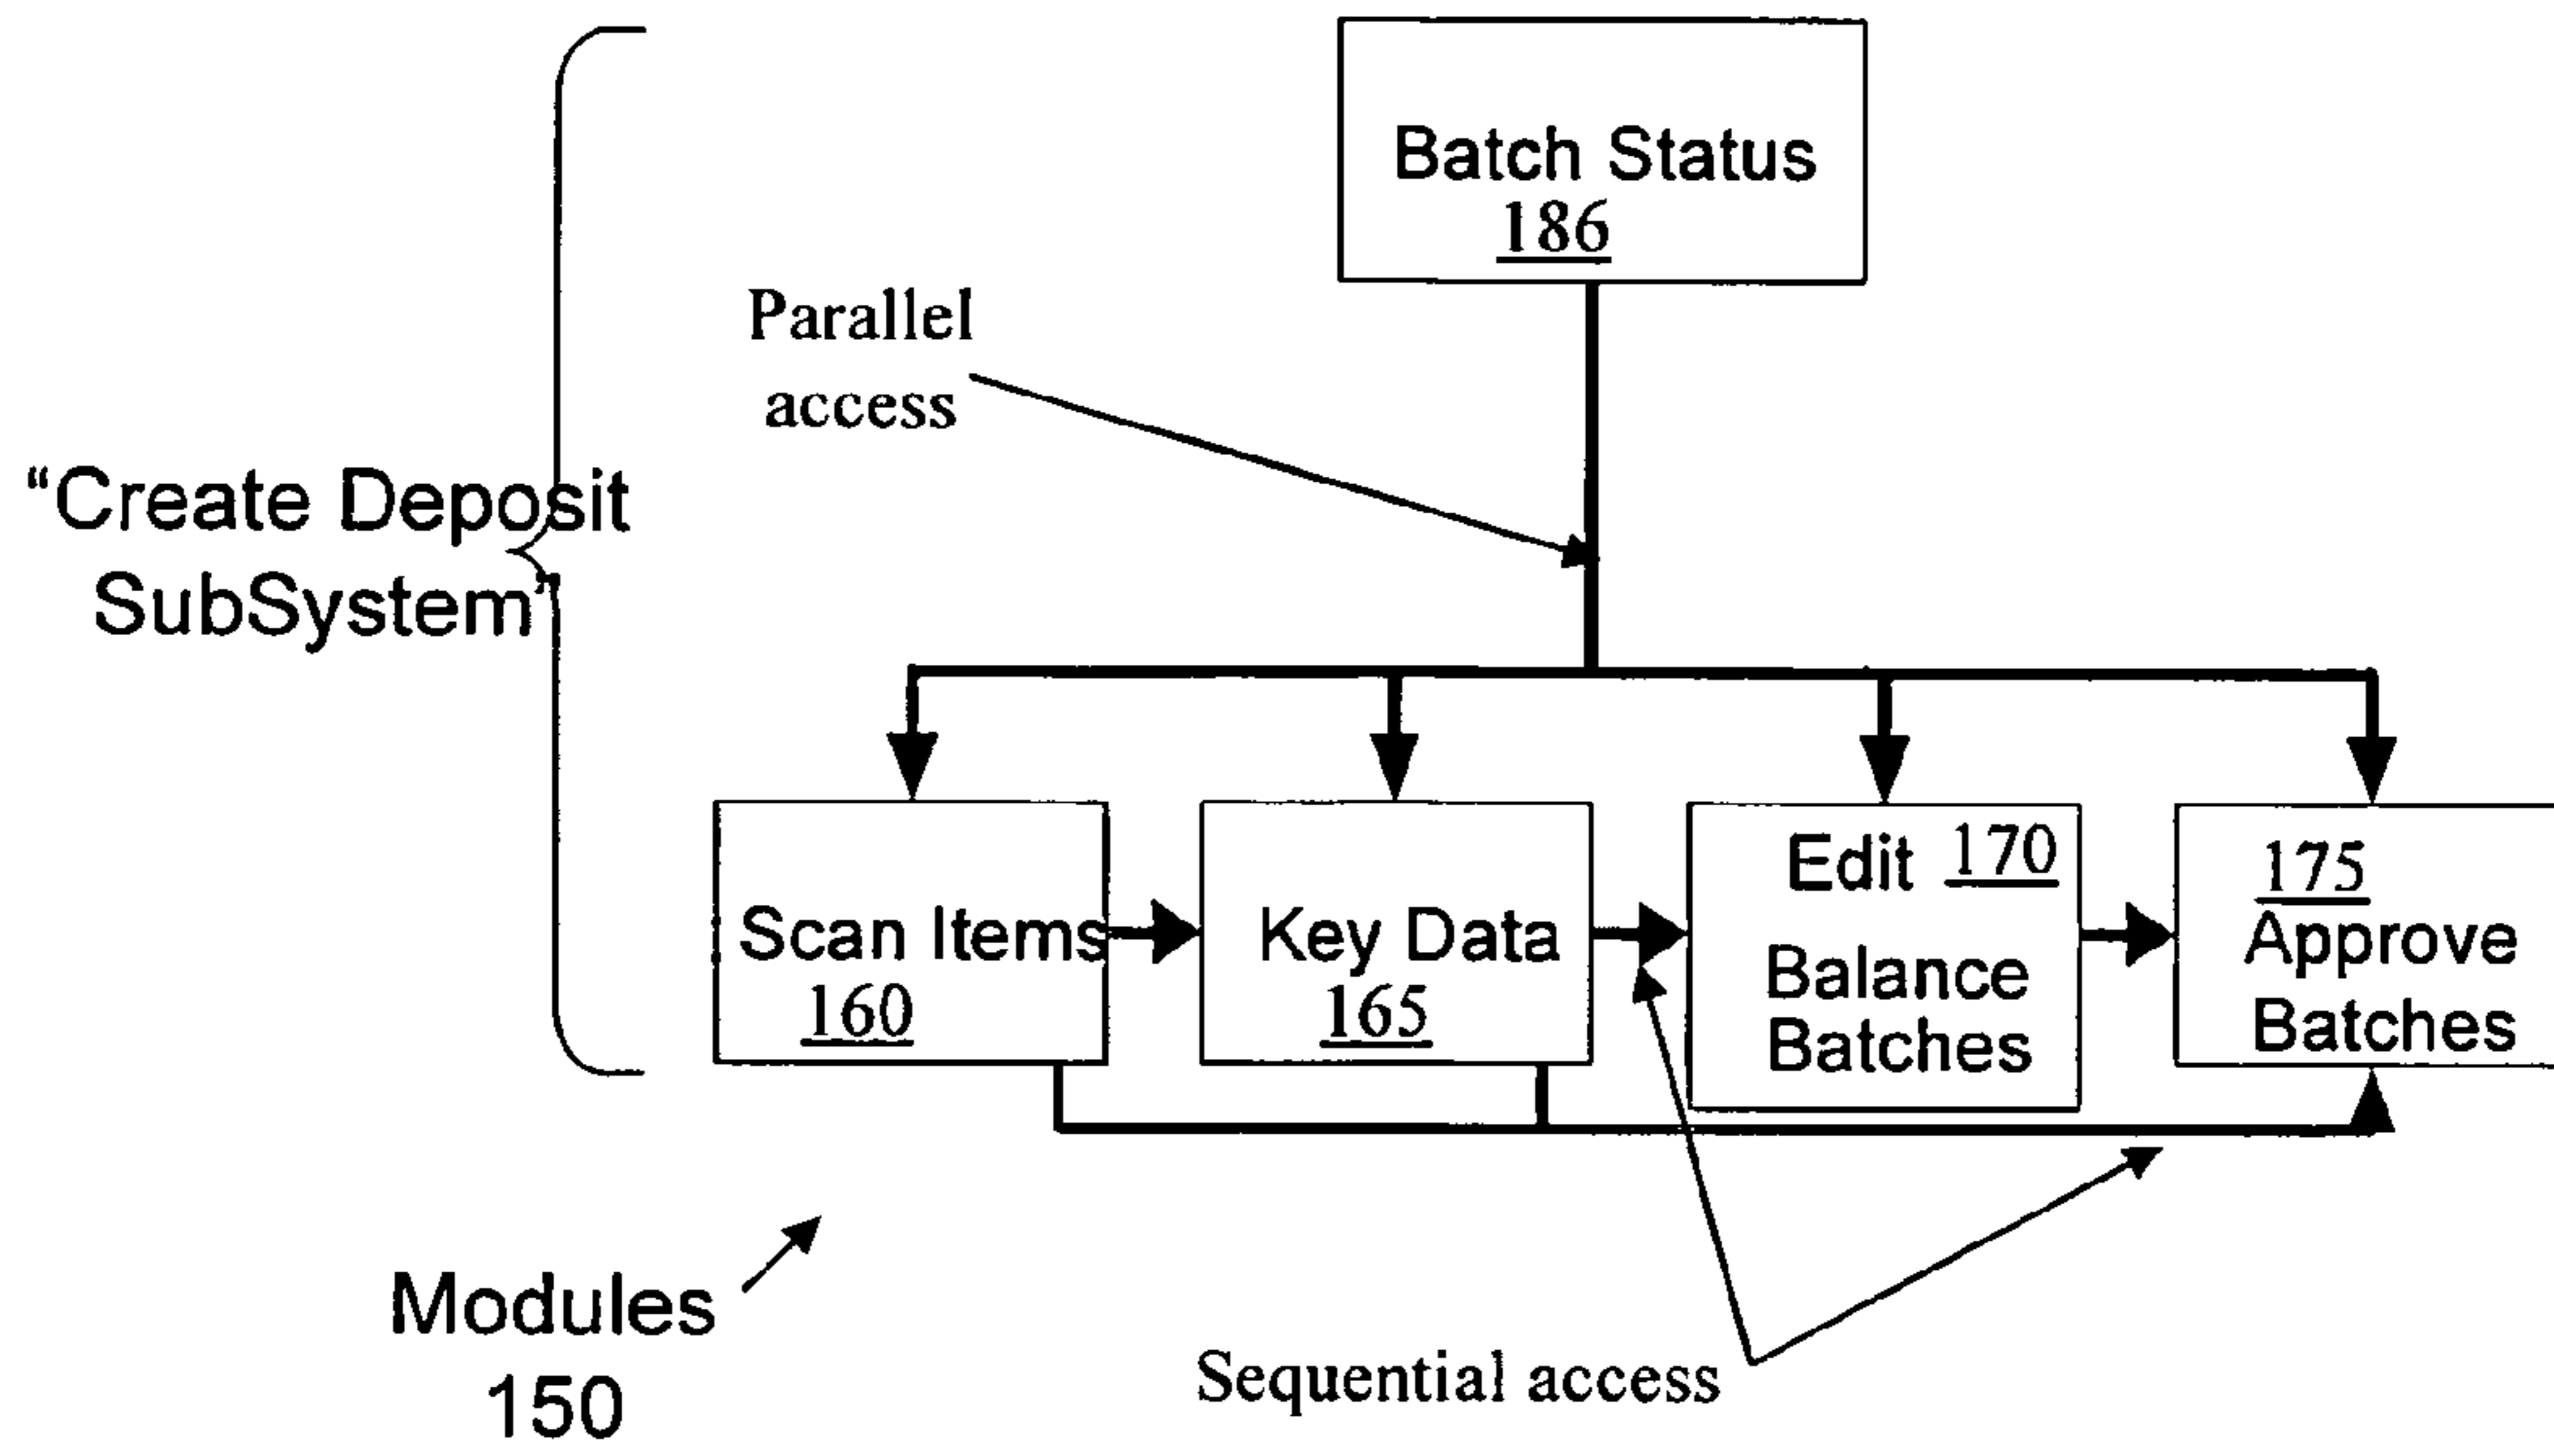 Batch Status
186
Parallel
access
“Create Deposit
SubSystem”
Scan Items
160
Key Data
165
Edit 170
Balance
Batches
175
Approve
Batches
Modules
150
Sequential access